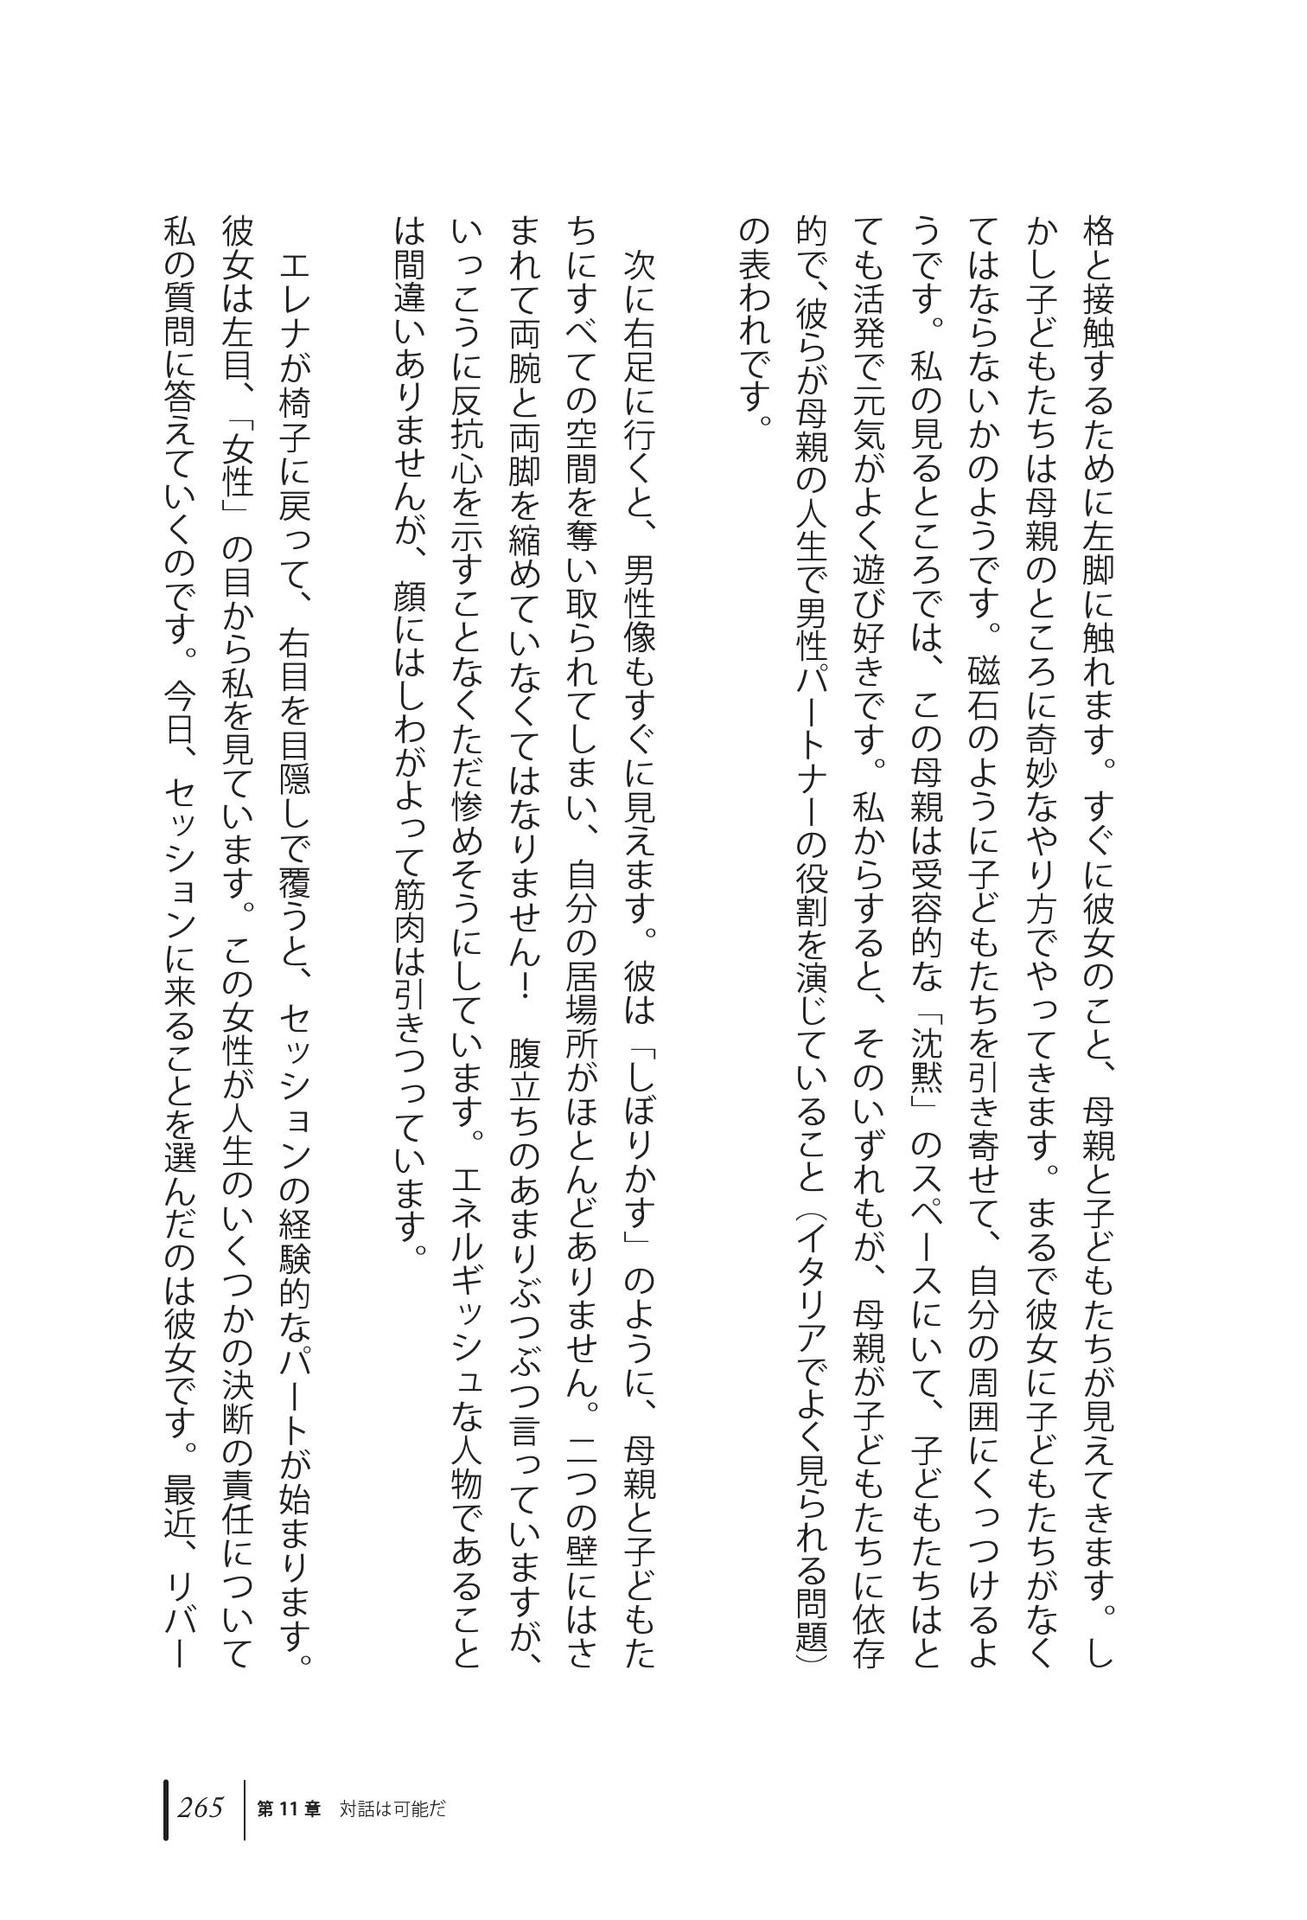 格と接触するために左脚に触れます。すぐに彼女のこと、母親と子どもたちが見えてきます。し
かし子どもたちは母親のところに奇妙なやり方でやってきます。まるで彼女に子どもたちがなく
てはならないかのようです。磁石のように子どもたちを引き寄せて、自分の周囲にくっつけるよ
うです。私の見るところでは、この母親は受容的な「沈黙」のスペースにいて、子どもたちはと
ても活発で元気がよく遊び好きです。私からすると、そのいずれもが、母親が子どもたちに依存
的で、彼らが母親の人生で男性パートナーの役割を演じていること（イタリアでよく見られる問題）
の表われです。
次に右足に行くと、男性像もすぐに見えます。彼は「しぼりかす」のように、母親と子どもた
ちにすべての空間を奪い取られてしまい、自分の居場所がほとんどありません。二つの壁にはさ
まれて両腕と両脚を縮めていなくてはなりません！　腹立ちのあまりぶつぶつ言っていますが、
いっこうに反抗心を示すことなくただ惨めそうにしています。エネルギッシュな人物であること
は間違いありませんが、顔にはしわがよって筋肉は引きつっています。
エレナが椅子に戻って、右目を目隠しで覆うと、セッションの経験的なパートが始まります。
彼女は左目、「女性」の目から私を見ています。この女性が人生のいくつかの決断の責任について
私の質問に答えていくのです。今日、セッションに来ることを選んだのは彼女です。最近、リバー
265 第11章　対話は可能だ